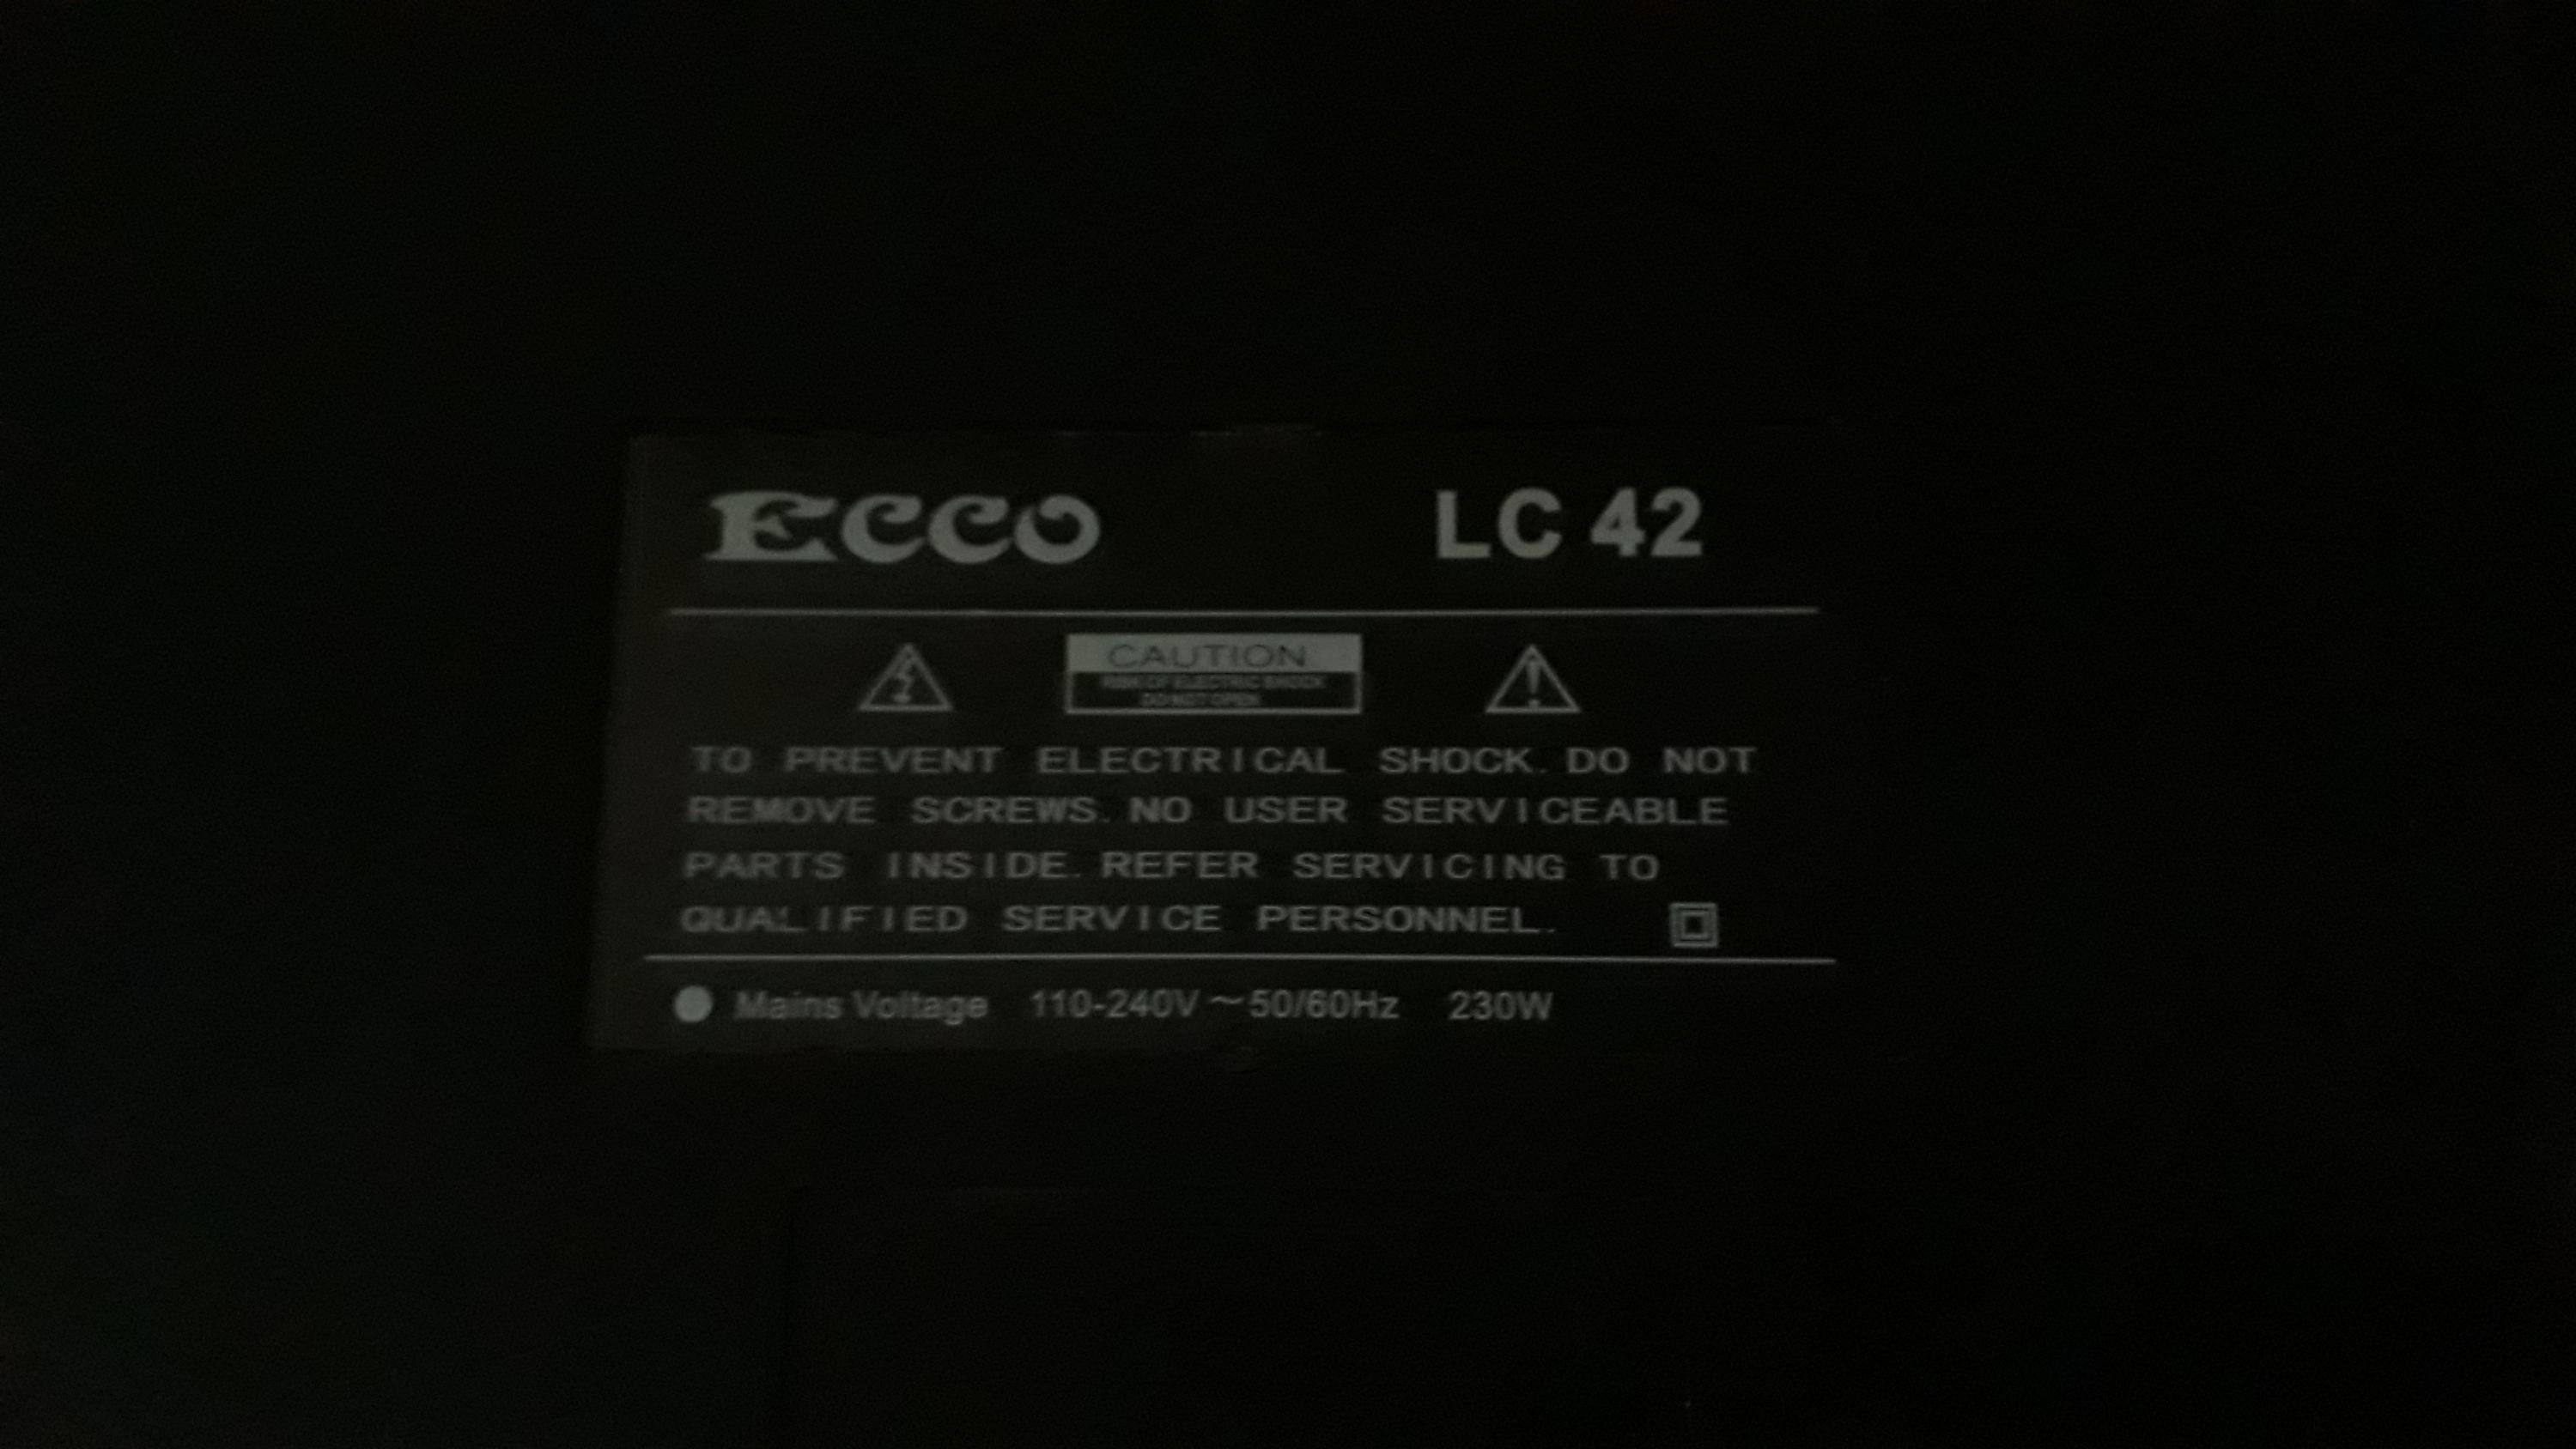 ECCO LC 42
CAUTION
RISK OF ELECTRIC SHOCK
DO NOT OPEN
TO PREVENT ELECTRICAL SHOCK. DO NOT
REMOVE SCREWS. NO USER SERVICEABLE
PARTS INSIDE. REFER SERVICING TO
QUALIFIED SERVICE PERSONNEL.
Mains Voltage 110-240V ~ 50/60Hz 230W